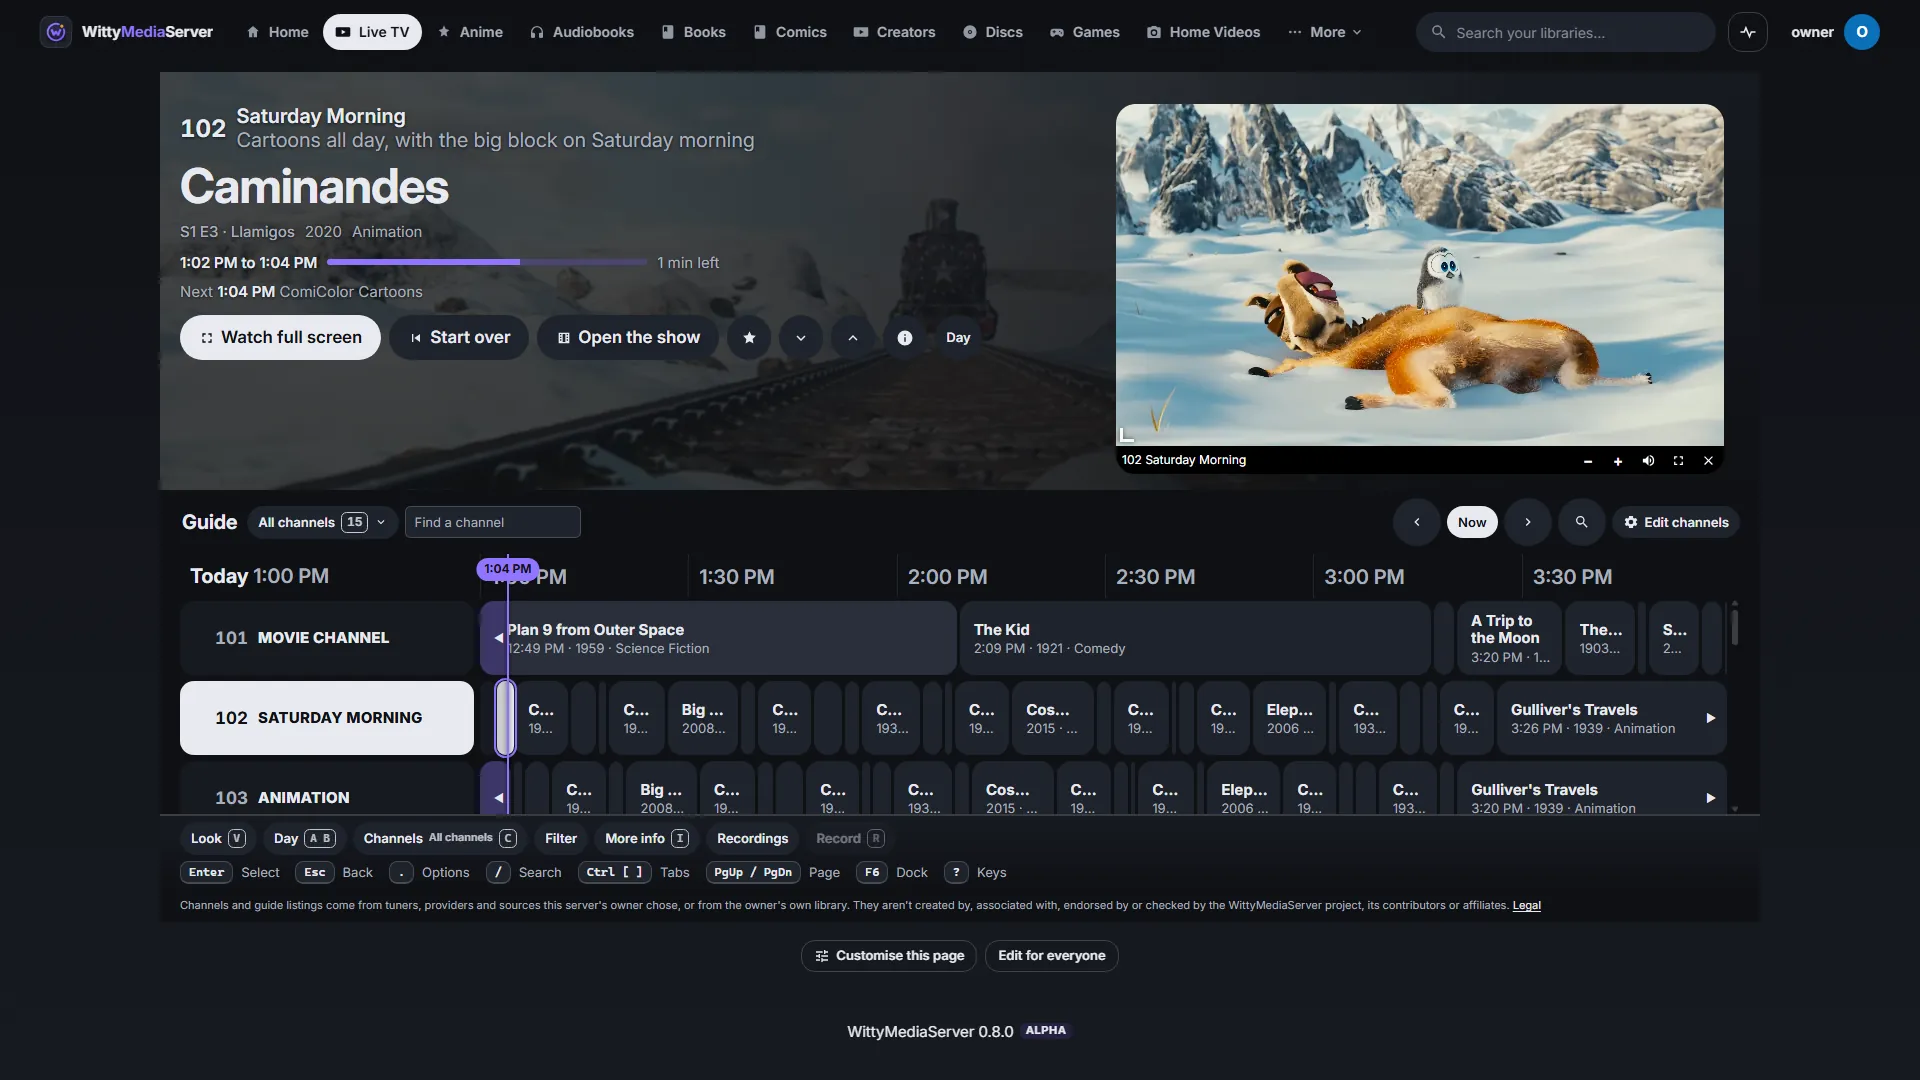 WittyMediaServer
Home
Live TV
Anime
Audiobooks
Books
Comics
Creators
Discs
Games
Home Videos
More
Search your libraries...
owner
O
102
Saturday Morning
Cartoons all day, with the big block on Saturday morning
Caminandes
S1 E3 · Llamigos 2020 Animation
1:02 PM to 1:04 PM
1 min left
Next 1:04 PM ComiColor Cartoons
Watch full screen
Start over
Open the show
Day
102 Saturday Morning
Guide
All channels 15
Find a channel
Now
Edit channels
Today 1:00 PM
1:04 PM
PM
1:30 PM
2:00 PM
2:30 PM
3:00 PM
3:30 PM
101 MOVIE CHANNEL
Plan 9 from Outer Space
12:49 PM · 1959 · Science Fiction
The Kid
2:09 PM · 1921 · Comedy
A Trip to
the Moon
3:20 PM · 1...
The...
1903...
S...
2...
102 SATURDAY MORNING
C...
19...
C...
19...
Big ...
2008...
C...
19...
C...
193...
C...
19...
Cos...
2015 · ...
C...
19...
C...
19...
Elep...
2006 ...
C...
193...
C...
19...
Gulliver's Travels
3:26 PM · 1939 · Animation
103 ANIMATION
C...
19...
Big ...
2008...
C...
19...
C...
19...
C...
193...
Cos...
2015 · ...
C...
19...
C...
19...
Elep...
2006 ...
C...
19...
C...
193...
Gulliver's Travels
3:20 PM · 1939 · Animation
Look V
Day A B
Channels All channels C
Filter
More info I
Recordings
Record R
Enter Select
Esc Back
. Options
/ Search
Ctrl [ ] Tabs
PgUp / PgDn Page
F6 Dock
? Keys
Channels and guide listings come from tuners, providers and sources this server's owner chose, or from the owner's own library. They aren't created by, associated with, endorsed by or checked by the WittyMediaServer project, its contributors or affiliates. Legal
Customise this page
Edit for everyone
WittyMediaServer 0.8.0 ALPHA